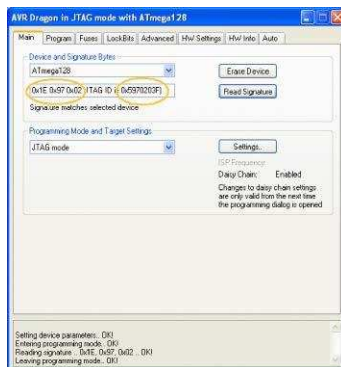 AVR Dragon in JTAG mode with ATmega128
Main Program Fuses LockBits Advanced HW Settings HW Info Auto
Device and Signature Bytes
ATmega128
Erase Device
0x1E 0x97 0x02 (JTAG ID is 0x5970203F)
Read Signature
Signature matches selected device
Programming Mode and Target Settings
JTAG mode
Settings..
ISP Frequency:
Daisy Chain: Enabled
Changes to daisy chain settings
are only valid from the next time
the programming dialog is opened
Setting device parameters.. OK!
Entering programming mode.. OK!
Reading signature .. 0x1E, 0x97, 0x02 .. OK!
Leaving programming mode.. OK!